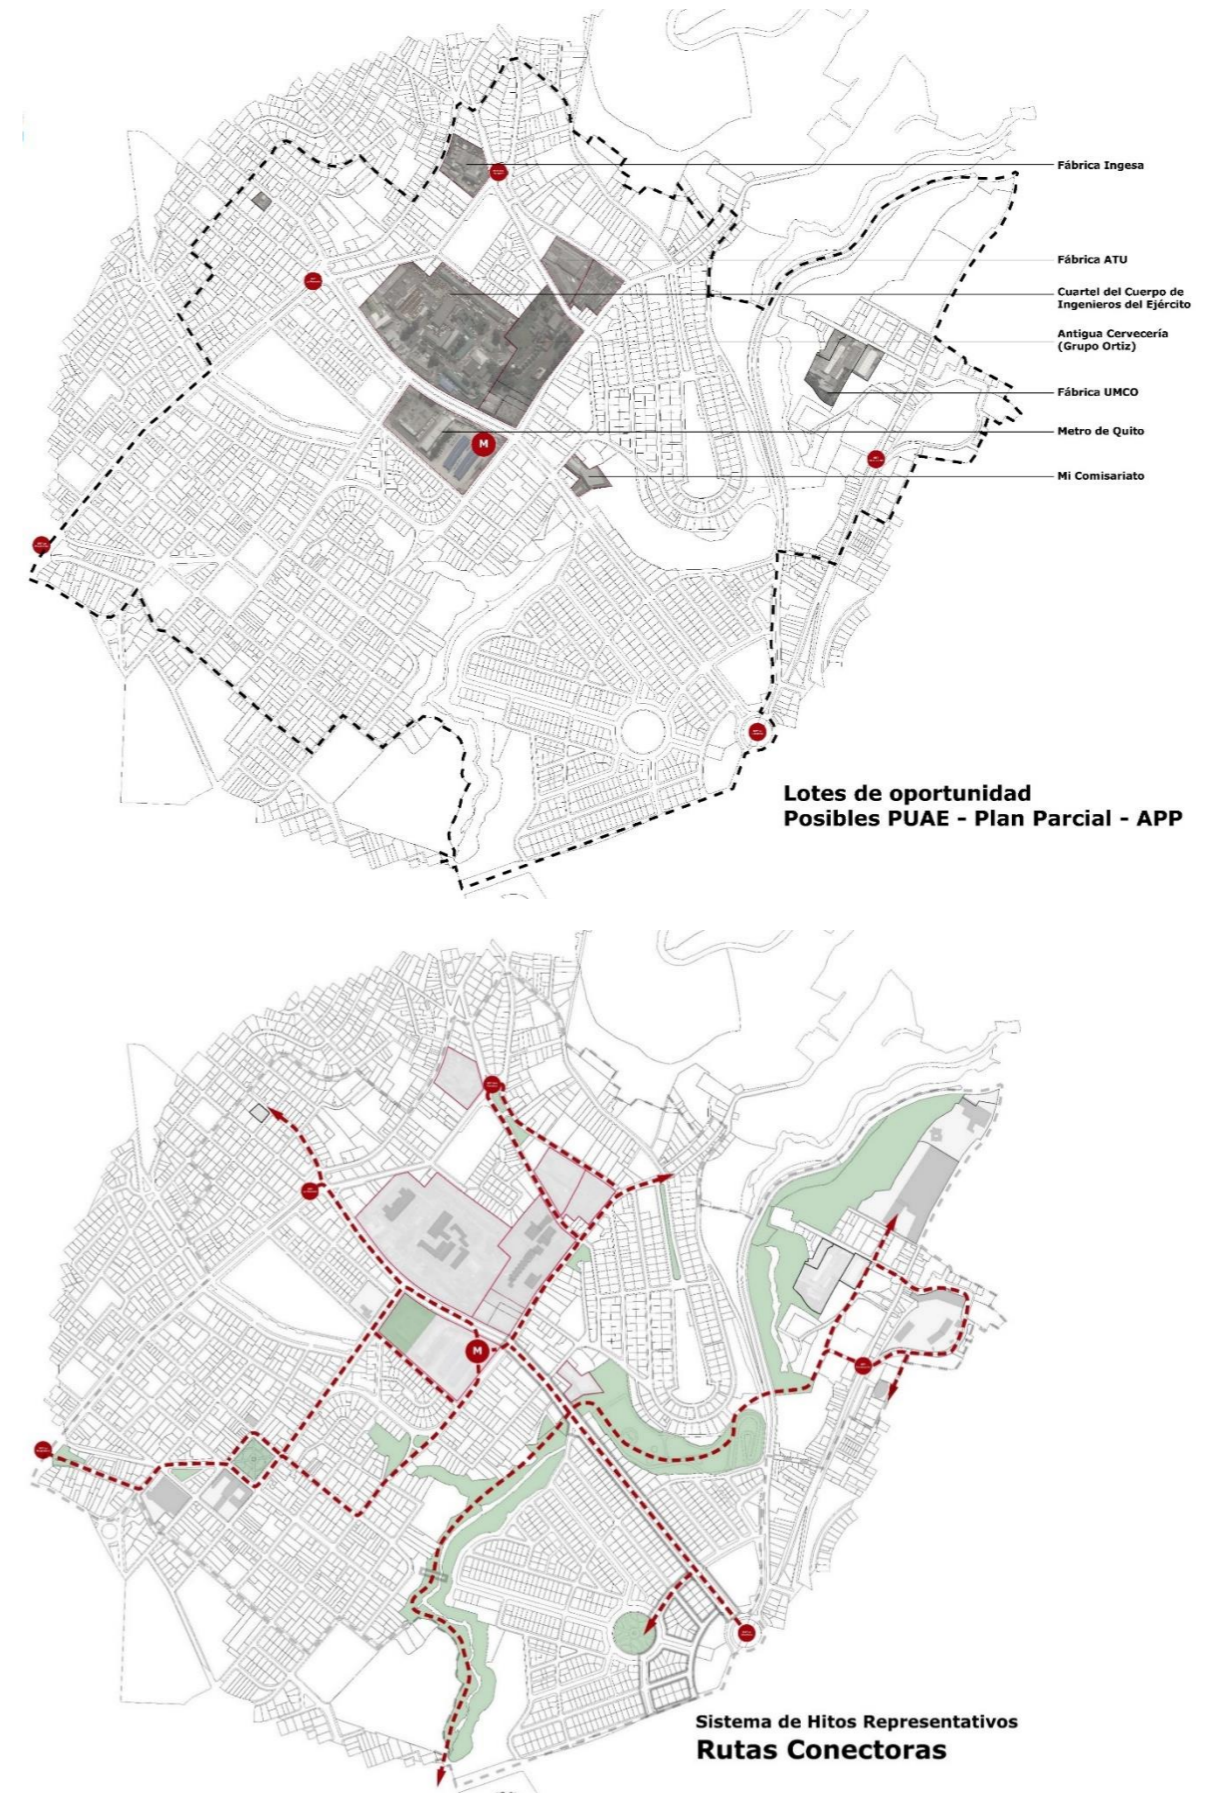 Fábrica Ingesa
Fábrica ATU
Cuartel del Cuerpo de
Ingenieros del Ejército
Antigua Cervecería
(Grupo Ortiz)
Fábrica UMCO
Metro de Quito
Mi Comisariato
M
Lotes de oportunidad
Posibles PUAE - Plan Parcial - APP
M
Sistema de Hitos Representativos
Rutas Conectoras